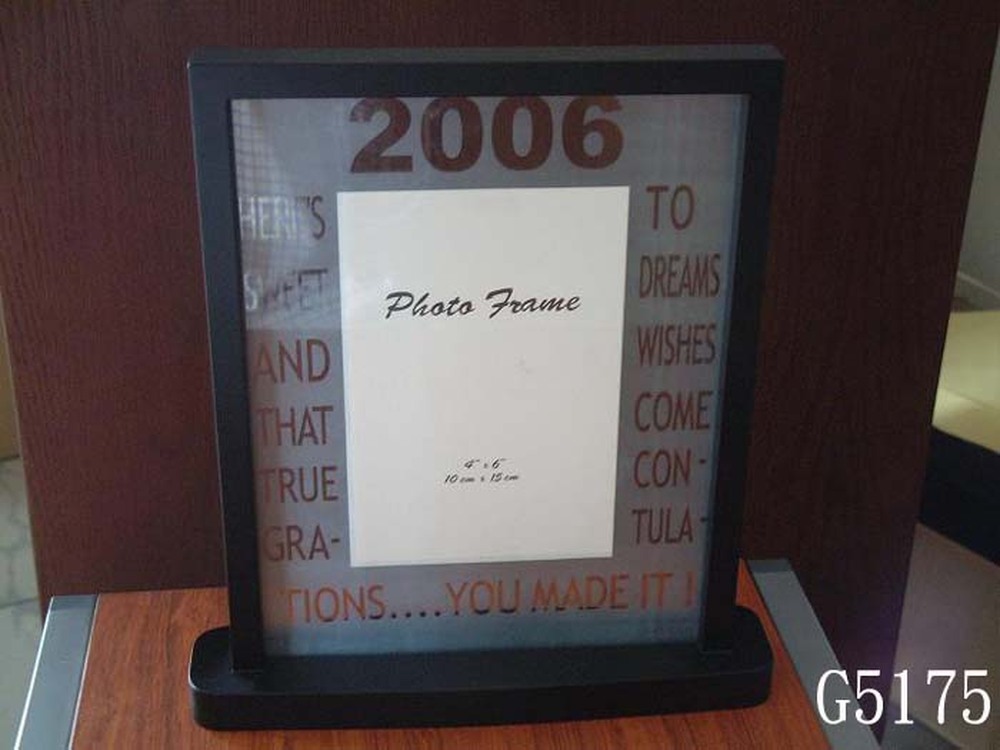 2006
HERE'S TO
SWEET DREAMS
AND WISHES
THAT COME
TRUE CON-
GRA- TULA-
TIONS....YOU MADE IT!
Photo Frame
4" x 6"
10 cm x 15 cm
G5175